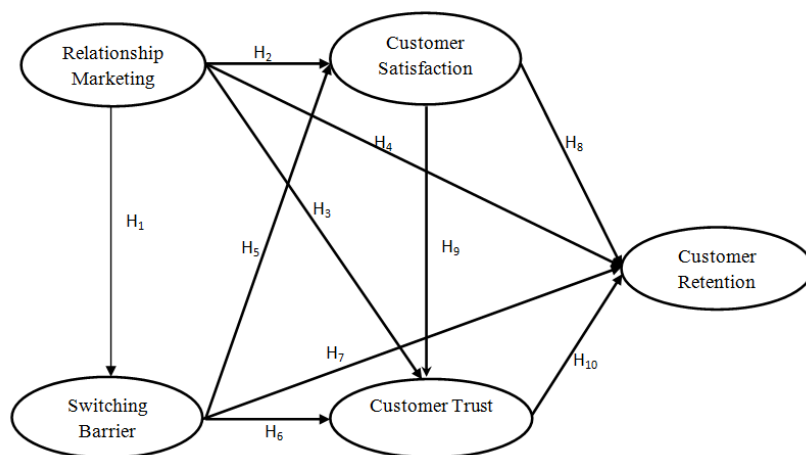 Relationship
Marketing
H2
Customer
Satisfaction
H4
H8
H1
H3
H5
H9
Customer
Retention
H7
H10
Switching
Barrier
H6
Customer Trust